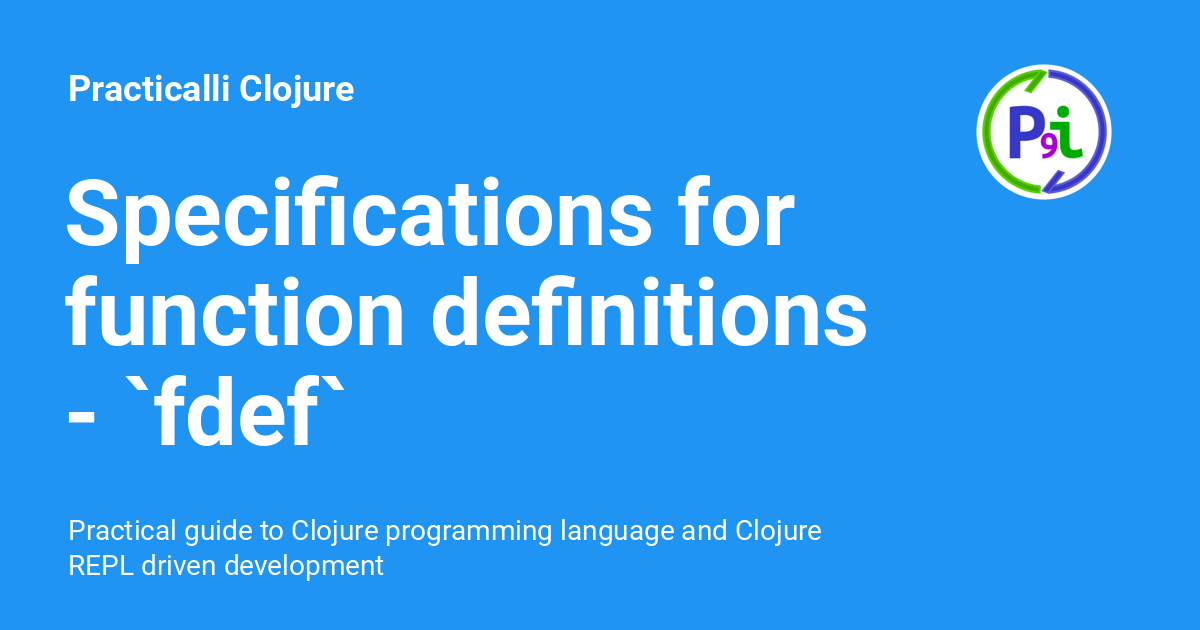 Practicalli Clojure
P9i
Specifications for
function definitions
- `fdef`
Practical guide to Clojure programming language and Clojure
REPL driven development